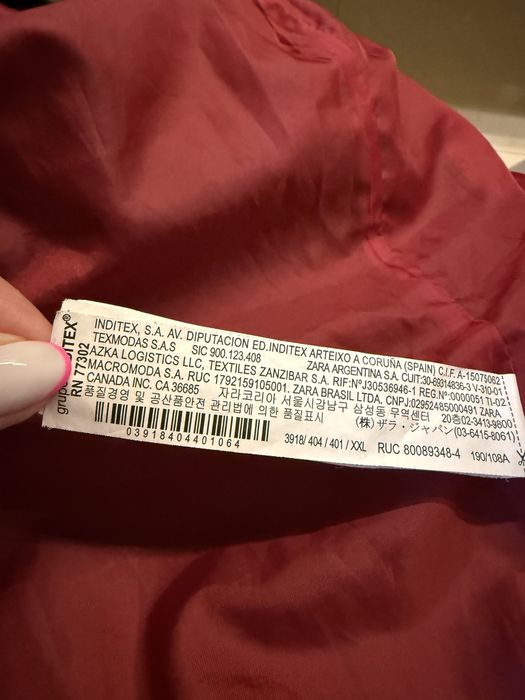 INDITEX®
RN 77302
INDITEX, S.A. AV. DIPUTACION ED.INDITEX ARTEIXO A CORUÑA (SPAIN) C.I.F. A-15075062
TEXMODAS S.A.S SIC 900.123.408 ZARA ARGENTINA S.A. CUIT:30-69314836-3 V-310-01
AZKA LOGISTICS LLC, TEXTILES ZANZIBAR S.A. RIF:NºJ30536946-1 REG.Nº:0000051 TI-017
MACROMODA S.A. RUC 1792159105001. ZARA BRASIL LTDA. CNPJ:02952485000491 ZARA
CANADA INC. CA 36685 자라코리아 서울시강남구 삼성동 무역센터 20층02-3413-9800
품질경영 및 공산품안전 관리법에 의한 품질표시 (株) ザラ・ジャパン(03-6415-8061)
03918404401064 3918/ 404 / 401 / XXL RUC 80089348-4 190/108A